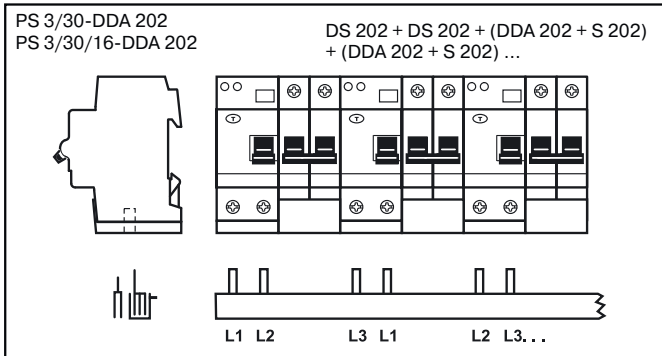 PS 3/30-DDA 202
PS 3/30/16-DDA 202
DS 202 + DS 202 + (DDA 202 + S 202)
+ (DDA 202 + S 202) ...
T T T
L1 L2 L3 L1 L2 L3...